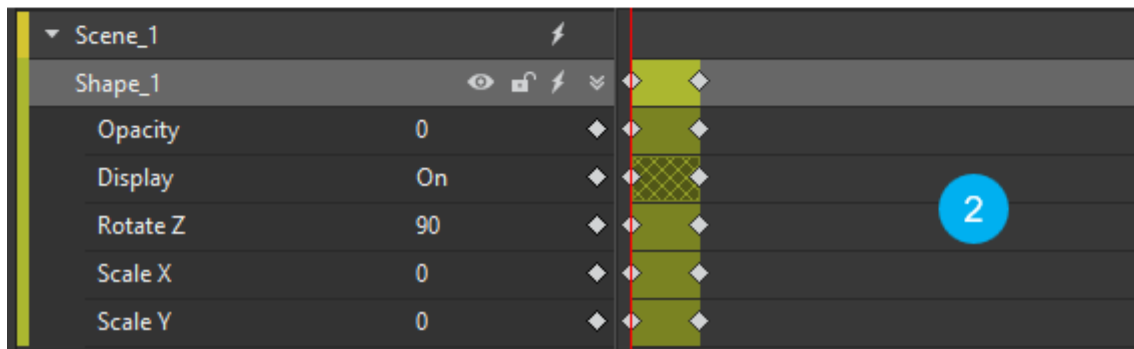 Scene_1
Shape_1
Opacity 0
Display On
Rotate Z 90
2
Scale X 0
Scale Y 0